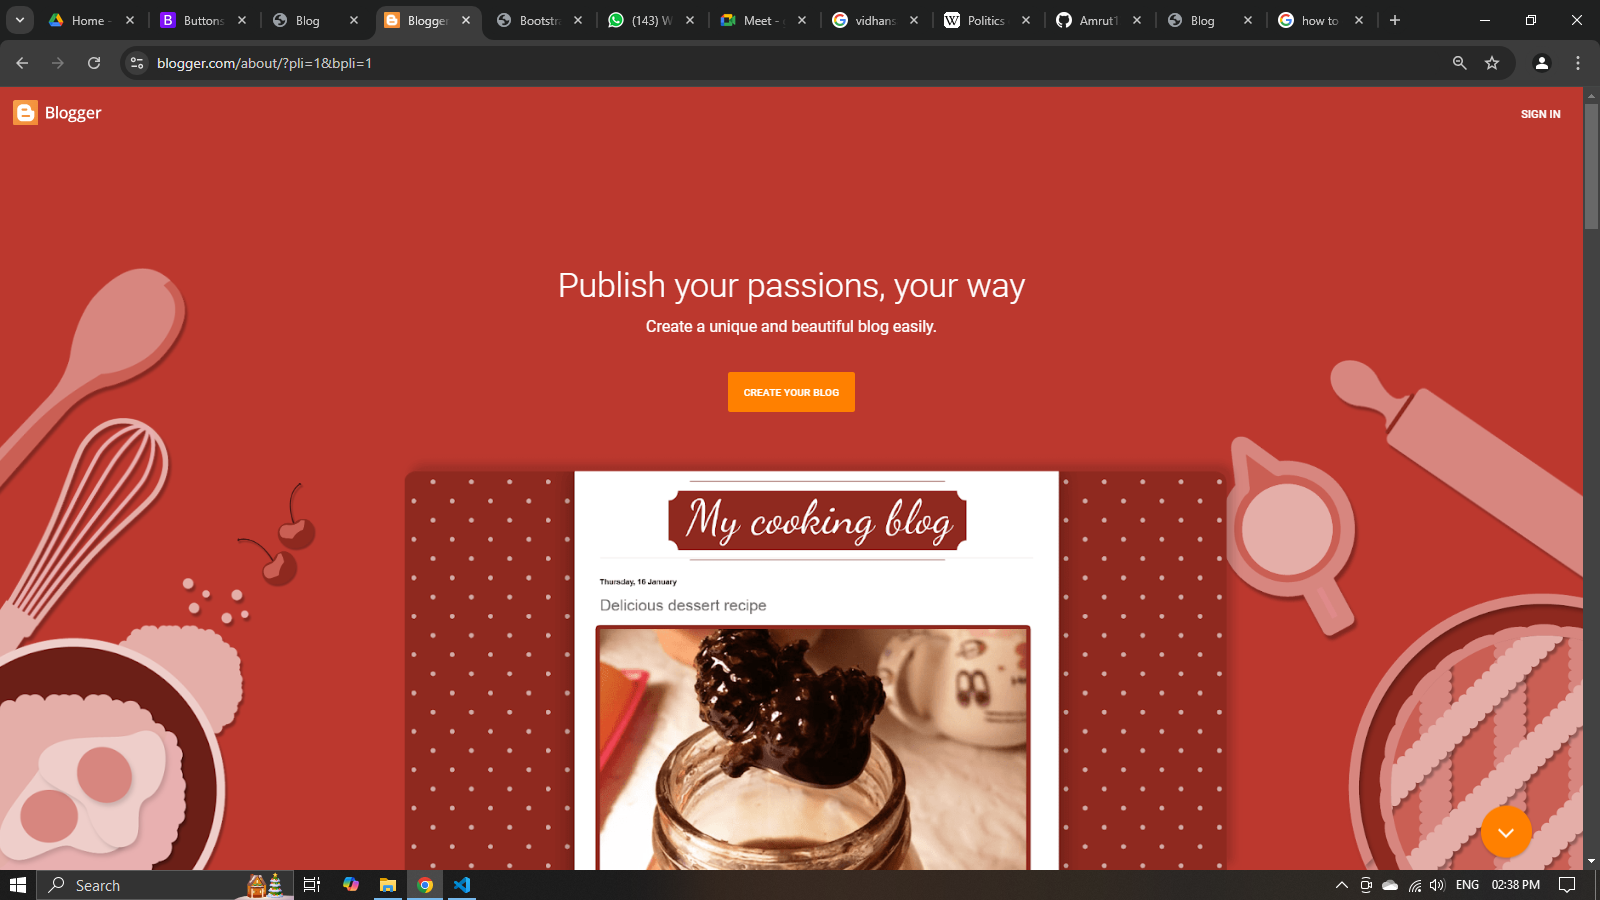 Home -
Buttons
Blog
Blogger
Bootstr
(143) W
Meet -
vidhans
Politics
Amrut1
Blog
how to
blogger.com/about/?pli=1&bpli=1
Blogger
SIGN IN
Publish your passions, your way
Create a unique and beautiful blog easily.
CREATE YOUR BLOG
My cooking blog
Thursday, 16 January
Delicious dessert recipe
Search
ENG
02:38 PM